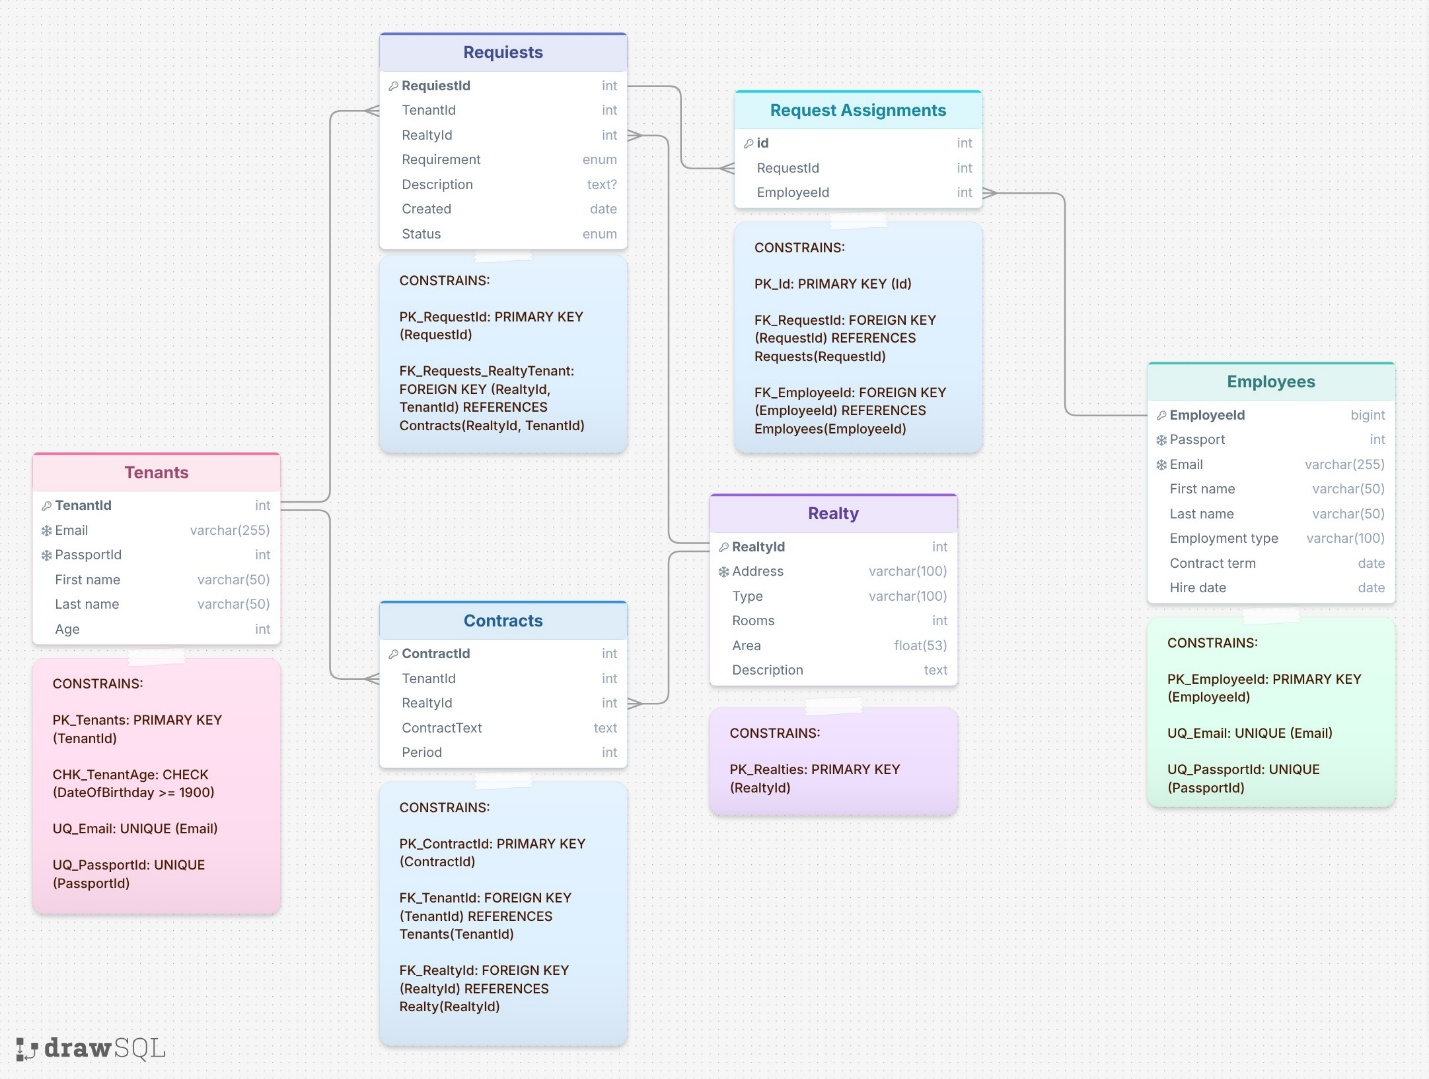 Requiests
RequiestId int
TenantId int
RealtyId int
Requirement enum
Description text?
Created date
Status enum
CONSTRAINS:
PK_RequestId: PRIMARY KEY
(RequestId)
FK_Requests_RealtyTenant:
FOREIGN KEY (RealtyId,
TenantId) REFERENCES
Contracts(RealtyId, TenantId)
Request Assignments
id int
RequestId int
EmployeeId int
CONSTRAINS:
PK_Id: PRIMARY KEY (Id)
FK_RequestId: FOREIGN KEY
(RequestId) REFERENCES
Requests(RequestId)
FK_EmployeeId: FOREIGN KEY
(EmployeeId) REFERENCES
Employees(EmployeeId)
Employees
EmployeeId bigint
Passport int
Email varchar(255)
First name varchar(50)
Last name varchar(50)
Employment type varchar(100)
Contract term date
Hire date date
CONSTRAINS:
PK_EmployeeId: PRIMARY KEY
(EmployeeId)
UQ_Email: UNIQUE (Email)
UQ_PassportId: UNIQUE
(PassportId)
Tenants
TenantId int
Email varchar(255)
PassportId int
First name varchar(50)
Last name varchar(50)
Age int
CONSTRAINS:
PK_Tenants: PRIMARY KEY
(TenantId)
CHK_TenantAge: CHECK
(DateOfBirthday >= 1900)
UQ_Email: UNIQUE (Email)
UQ_PassportId: UNIQUE
(PassportId)
Contracts
ContractId int
TenantId int
RealtyId int
ContractText text
Period int
CONSTRAINS:
PK_ContractId: PRIMARY KEY
(ContractId)
FK_TenantId: FOREIGN KEY
(TenantId) REFERENCES
Tenants(TenantId)
FK_RealtyId: FOREIGN KEY
(RealtyId) REFERENCES
Realty(RealtyId)
Realty
RealtyId int
Address varchar(100)
Type varchar(100)
Rooms int
Area float(53)
Description text
CONSTRAINS:
PK_Realties: PRIMARY KEY
(RealtyId)
drawSQL